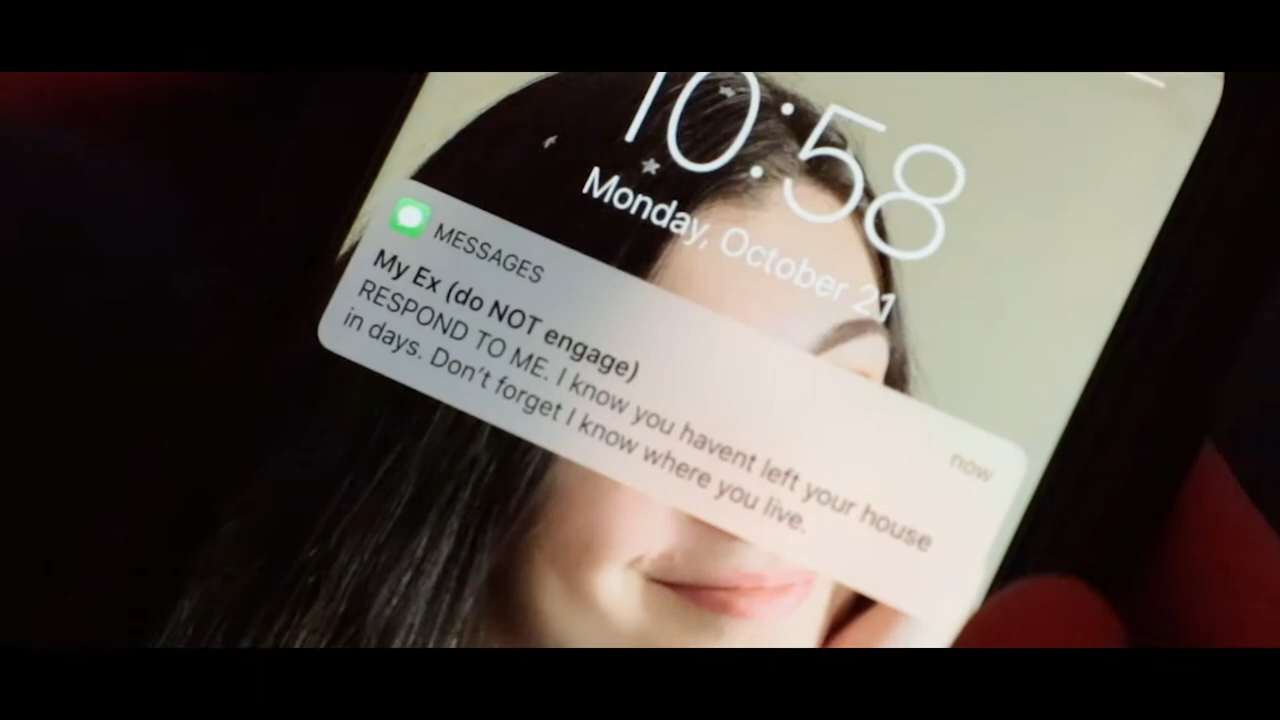 10:58
Monday, October 21
MESSAGES
now
My Ex (do NOT engage)
RESPOND TO ME. I know you havent left your house
in days. Don't forget I know where you live.